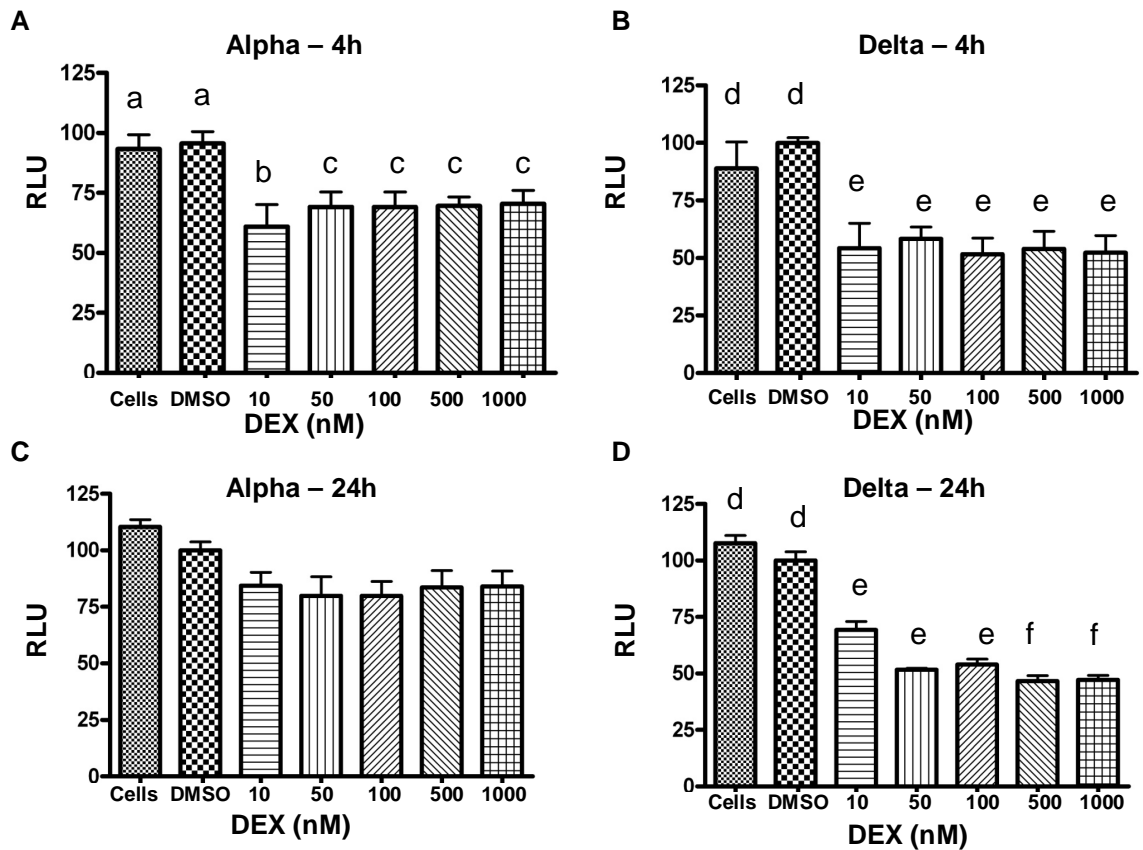 A
Alpha – 4h
RLU
125
100
75
50
25
0
a a b c c c c
Cells DMSO 10 50 100 500 1000
DEX (nM)
B
Delta – 4h
RLU
125
100
75
50
25
0
d d e e e e e
Cells DMSO 10 50 100 500 1000
DEX (nM)
C
Alpha – 24h
RLU
125
100
75
50
25
0
Cells DMSO 10 50 100 500 1000
DEX (nM)
D
Delta – 24h
RLU
125
100
75
50
25
0
d d e e e f f
Cells DMSO 10 50 100 500 1000
DEX (nM)